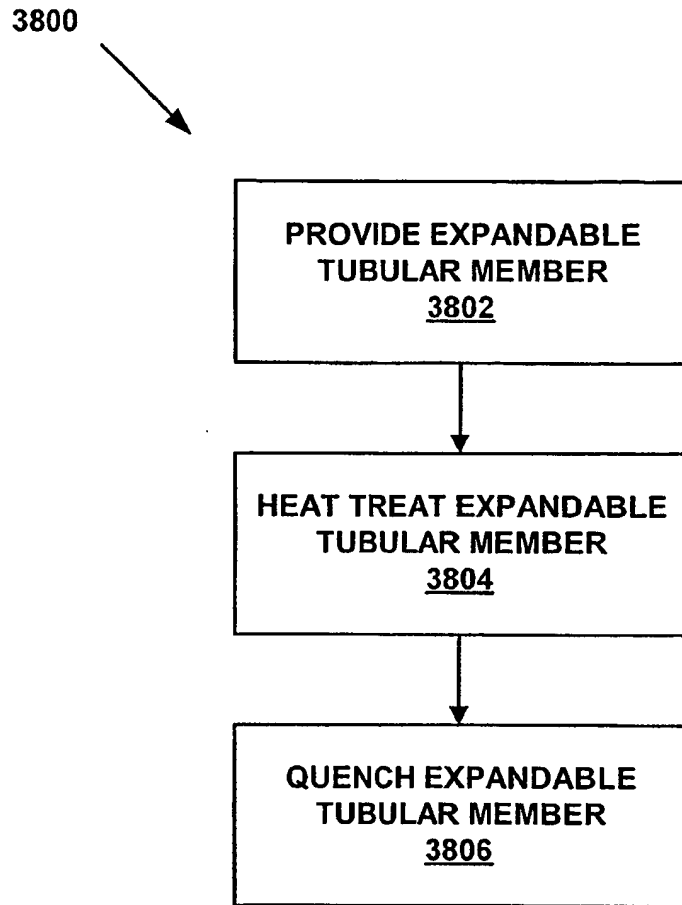 3800
PROVIDE EXPANDABLE
TUBULAR MEMBER
3802
HEAT TREAT EXPANDABLE
TUBULAR MEMBER
3804
QUENCH EXPANDABLE
TUBULAR MEMBER
3806